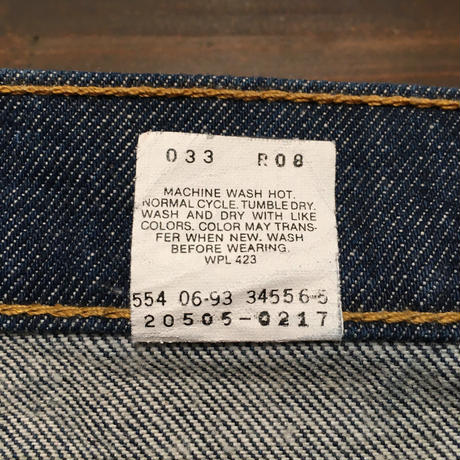 033 R08
MACHINE WASH HOT.
NORMAL CYCLE. TUMBLE DRY.
WASH AND DRY WITH LIKE
COLORS. COLOR MAY TRANS-
FER WHEN NEW. WASH
BEFORE WEARING.
WPL 423
554 06-93 34556-5
20505-0217